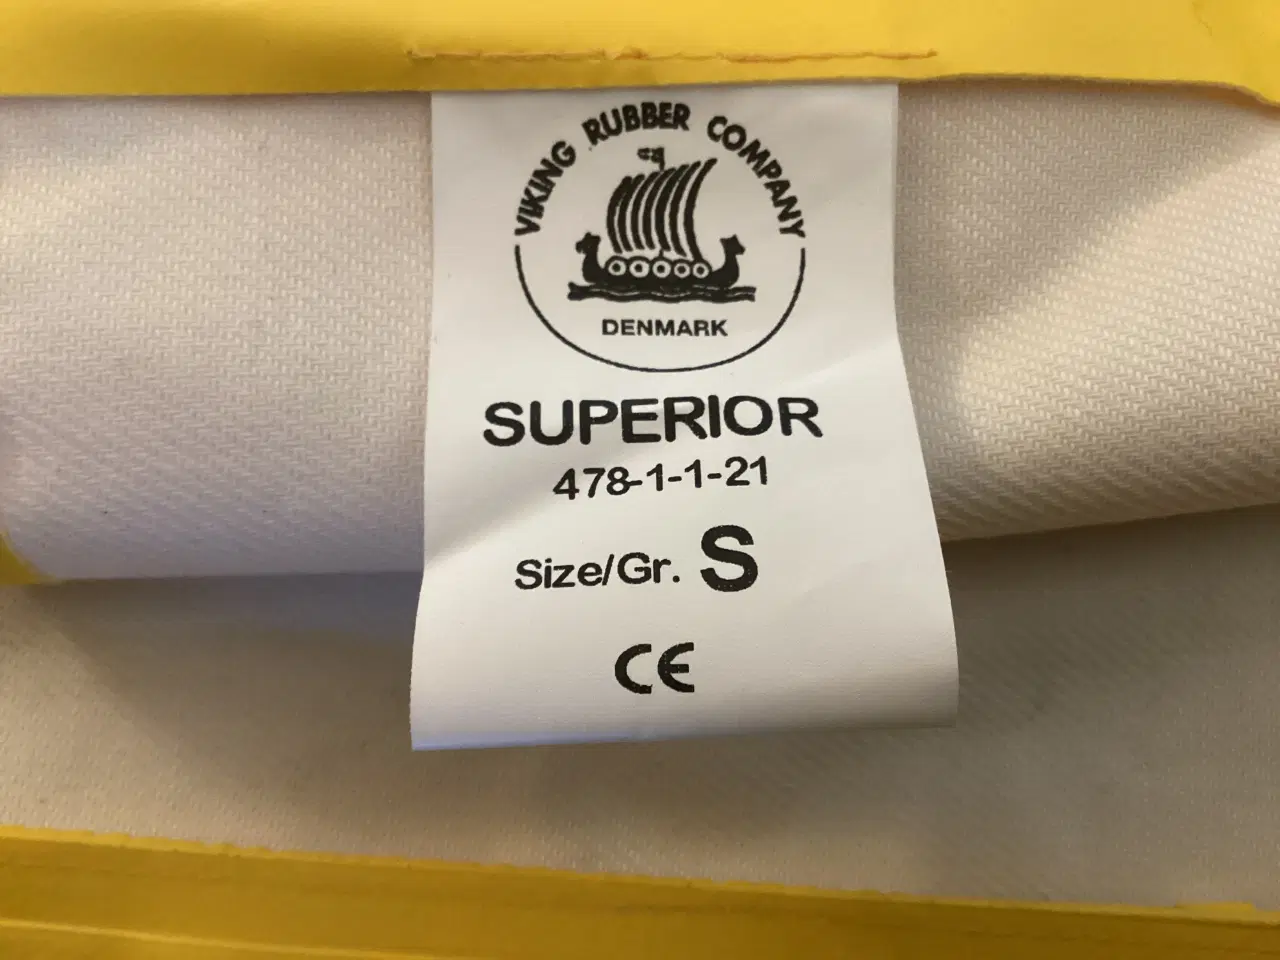 VIKING RUBBER COMPANY
DENMARK
SUPERIOR
478-1-1-21
Size/Gr. S
CE